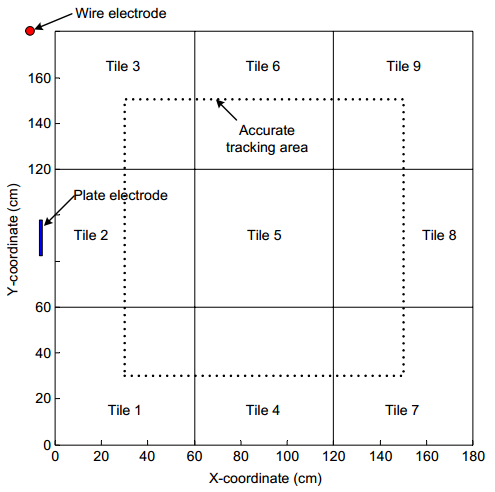 Wire electrode
Tile 3
Tile 6
Tile 9
160
140
Accurate
tracking area
120
Plate electrode
Tile 2
Tile 5
Tile 8
Y-coordinate (cm)
60
40
20
Tile 1
Tile 4
Tile 7
0
0 20 40 60 80 100 120 140 160 180
X-coordinate (cm)